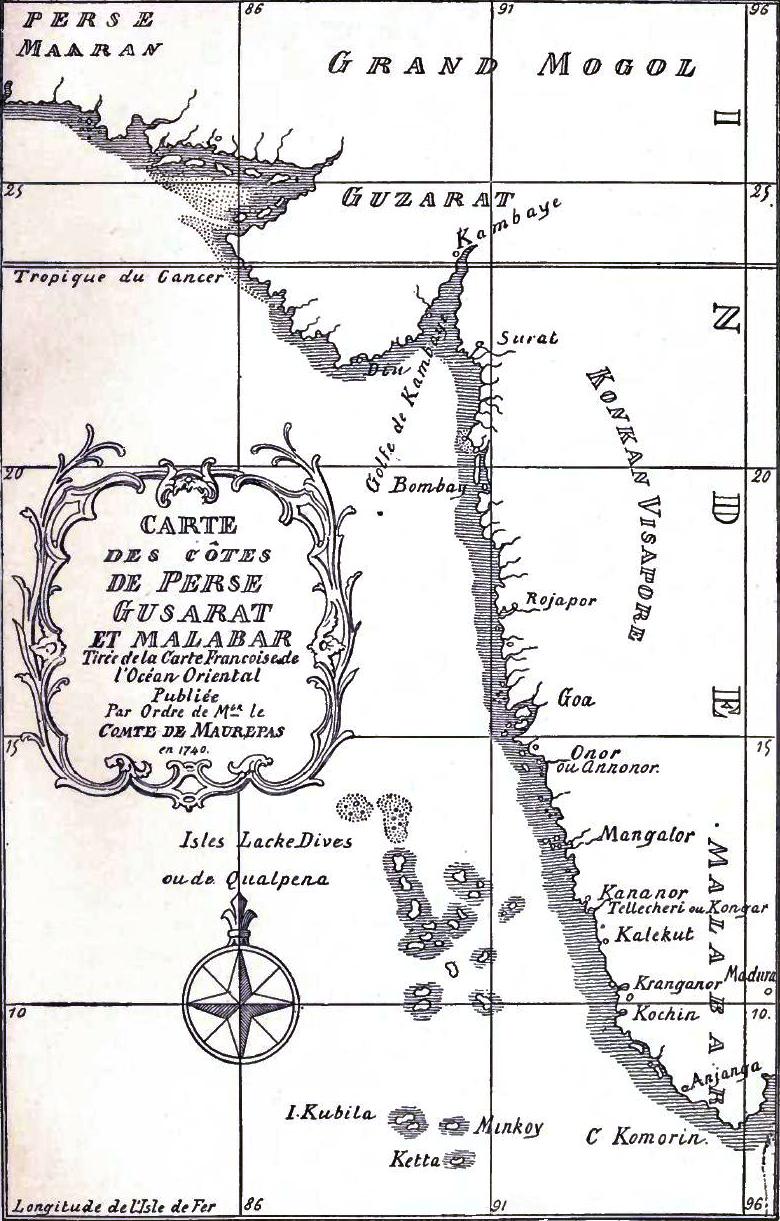 86
91
96
PERSE
MAARAN
GRAND MOGOL
I
25
25.
GUZARAT
Kambaye
Tropique du Cancer
N
Surat
Diu
Golfe de Kambaye
KONKAN VISAPORE
20
20
Bombay
D
CARTE
DES CÔTES
DE PERSE
GUSARAT
ET MALABAR
Tirée de la Carte Francoise de
l'Océan Oriental
Publiée
Par Ordre de Mgr. le
COMTE DE MAUREPAS
en 1740.
Rojapor
Goa
E
15
15
Onor
ou Annonor.
Isles LackeDives
ou de Qualpena
Mangalor
MALABAR
Kananor
Tellecheri ou Kongar
Kalekut
Kranganor
Madura
10
10.
Kochin
Anjanga
I. Kubila
Minkoy
C Komorin.
Ketta
Longitude de l'Isle de Fer
86
91
96